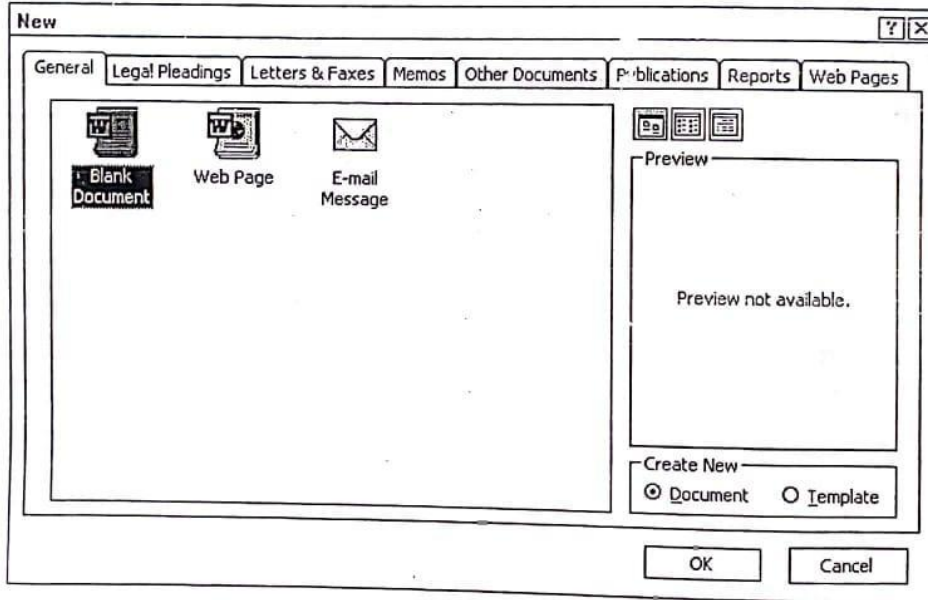 New
General Legal Pleadings Letters & Faxes Memos Other Documents Publications Reports Web Pages
Blank Document
Web Page
E-mail Message
Preview
Preview not available.
Create New
Document Template
OK Cancel